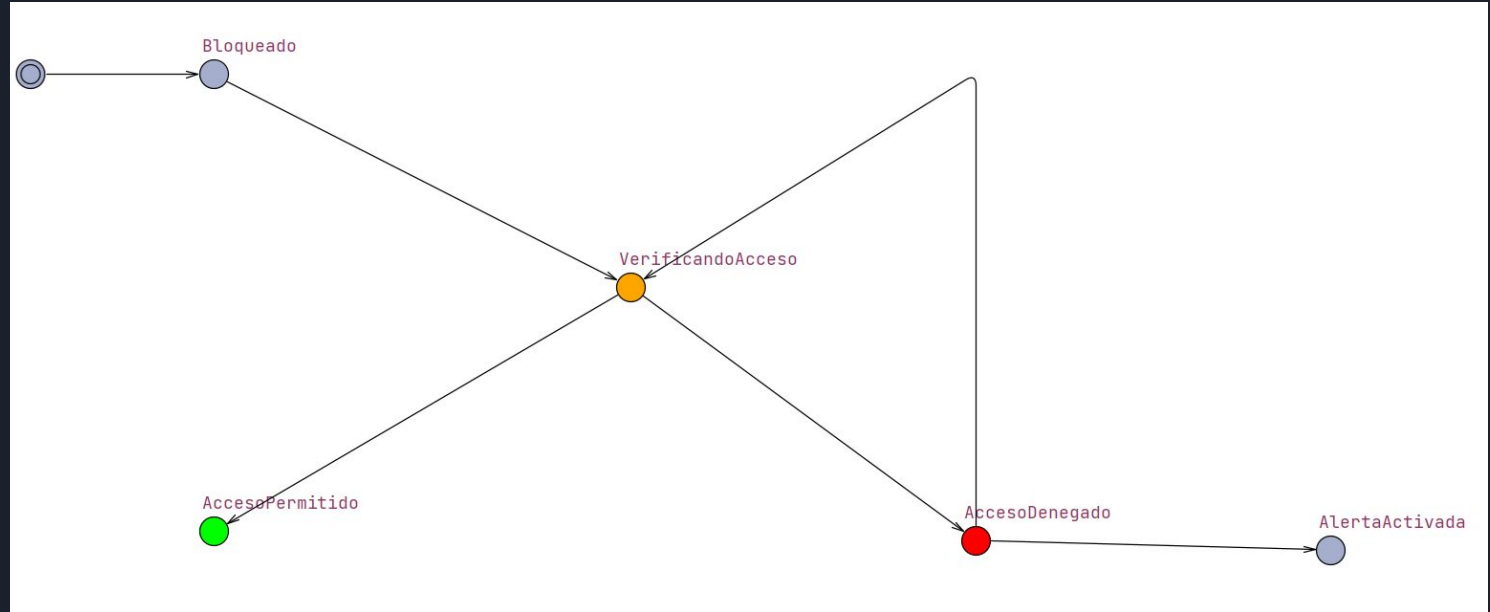 Bloqueado
VerificandoAcceso
AccesoPermitido
AccesoDenegado
AlertaActivada